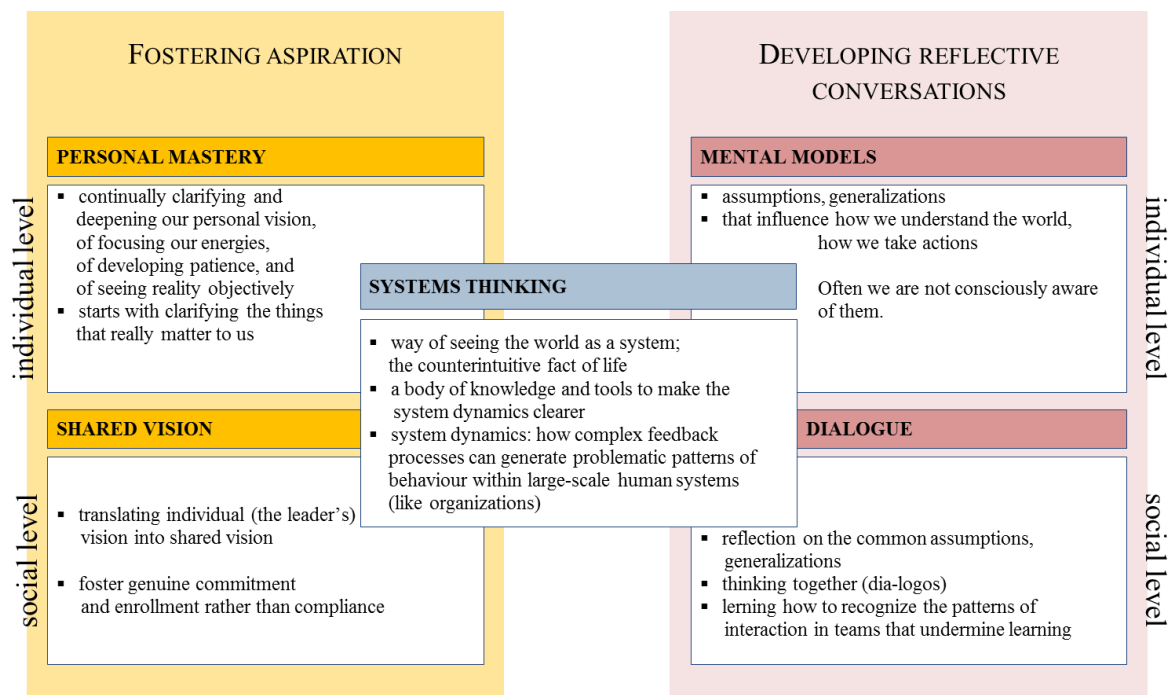 FOSTERING ASPIRATION
PERSONAL MASTERY
individual level
▪ continually clarifying and
deepening our personal vision,
of focusing our energies,
of developing patience, and
of seeing reality objectively
▪ starts with clarifying the things
that really matter to us
SHARED VISION
social level
▪ translating individual (the leader’s)
vision into shared vision
▪ foster genuine commitment
and enrollment rather than compliance
SYSTEMS THINKING
▪ way of seeing the world as a system;
the counterintuitive fact of life
▪ a body of knowledge and tools to make the
system dynamics clearer
▪ system dynamics: how complex feedback
processes can generate problematic patterns of
behaviour within large-scale human systems
(like organizations)
DEVELOPING REFLECTIVE
CONVERSATIONS
MENTAL MODELS
individual level
▪ assumptions, generalizations
▪ that influence how we understand the world,
how we take actions
Often we are not consciously aware
of them.
DIALOGUE
social level
▪ reflection on the common assumptions,
generalizations
▪ thinking together (dia-logos)
▪ lerning how to recognize the patterns of
interaction in teams that undermine learning